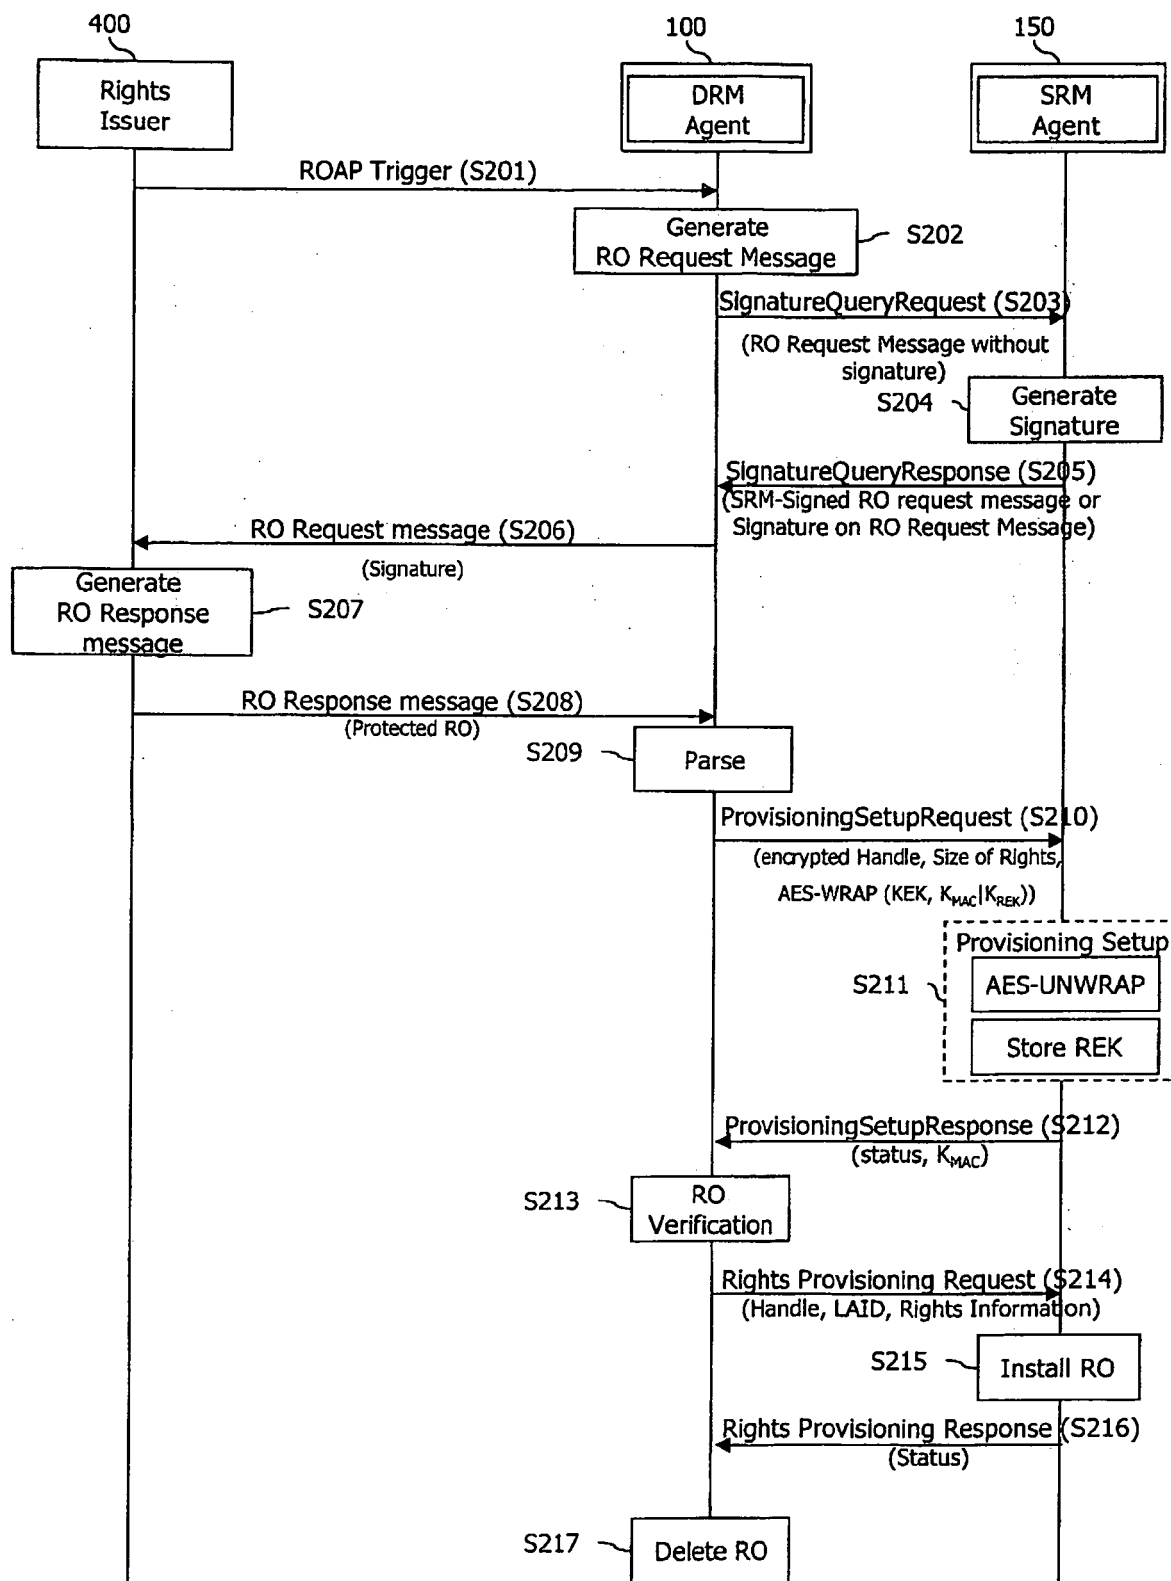 400
100
150
Rights
Issuer
DRM
Agent
SRM
Agent
ROAP Trigger (S201)
Generate
RO Request Message
S202
SignatureQueryRequest (S203)
(RO Request Message without
signature)
S204
Generate
Signature
SignatureQueryResponse (S205)
(SRM-Signed RO request message or
Signature on RO Request Message)
RO Request message (S206)
(Signature)
Generate
RO Response
message
S207
RO Response message (S208)
(Protected RO)
S209
Parse
ProvisioningSetupRequest (S210)
(encrypted Handle, Size of Rights,
AES-WRAP (KEK, KMAC|KREK))
Provisioning Setup
S211
AES-UNWRAP
Store REK
ProvisioningSetupResponse (S212)
(status, KMAC)
S213
RO
Verification
Rights Provisioning Request (S214)
(Handle, LAID, Rights Information)
S215
Install RO
Rights Provisioning Response (S216)
(Status)
S217
Delete RO